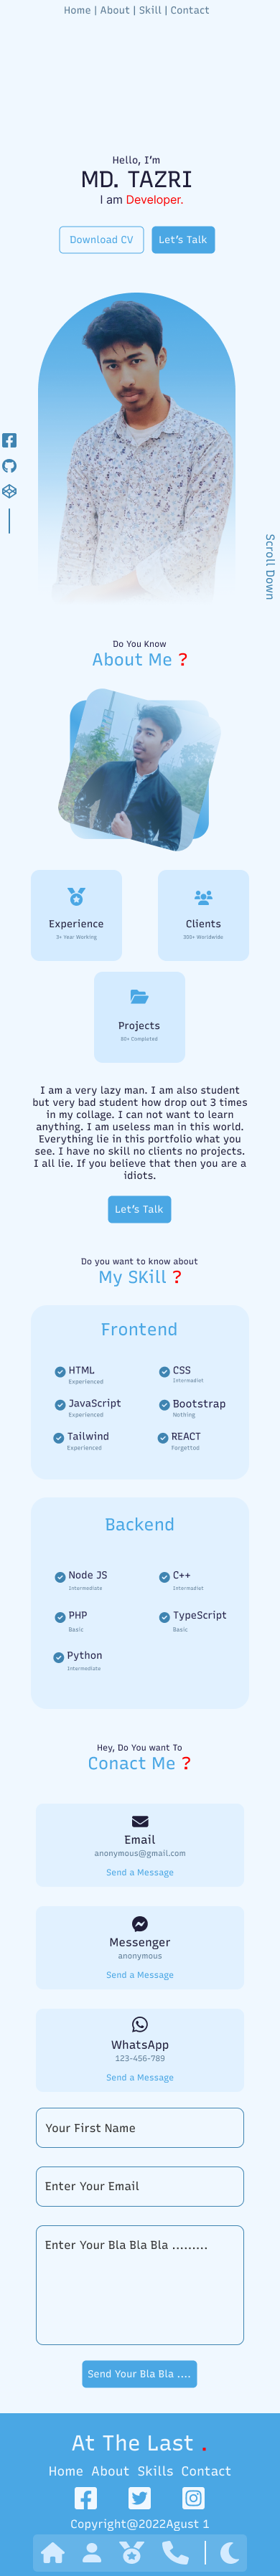 Home | About | Skill | Contact
Hello, I'm
MD. TAZRI
I am Developer.
Download CV
Let's Talk
Scroll Down
Do You Know
About Me ?
Experience
3+ Year Working
Clients
300+ Worldwide
Projects
80+ Completed
I am a very lazy man. I am also student
but very bad student how drop out 3 times
in my collage. I can not want to learn
anything. I am useless man in this world.
Everything lie in this portfolio what you
see. I have no skill no clients no projects.
I all lie. If you believe that then you are a
idiots.
Let's Talk
Do you want to know about
My SKill ?
Frontend
HTML
Experienced
CSS
Intermadiet
JavaScript
Experienced
Bootstrap
Nothing
Tailwind
Experienced
REACT
Forgetted
Backend
Node JS
Intermediate
C++
Intermadiet
PHP
Basic
TypeScript
Basic
Python
Intermediate
Hey, Do You want To
Conact Me ?
Email
anonymous@gmail.com
Send a Message
Messenger
anonymous
Send a Message
WhatsApp
123-456-789
Send a Message
Your First Name
Enter Your Email
Enter Your Bla Bla Bla .........
Send Your Bla Bla ....
At The Last .
Home About Skills Contact
Copyright@2022Agust 1